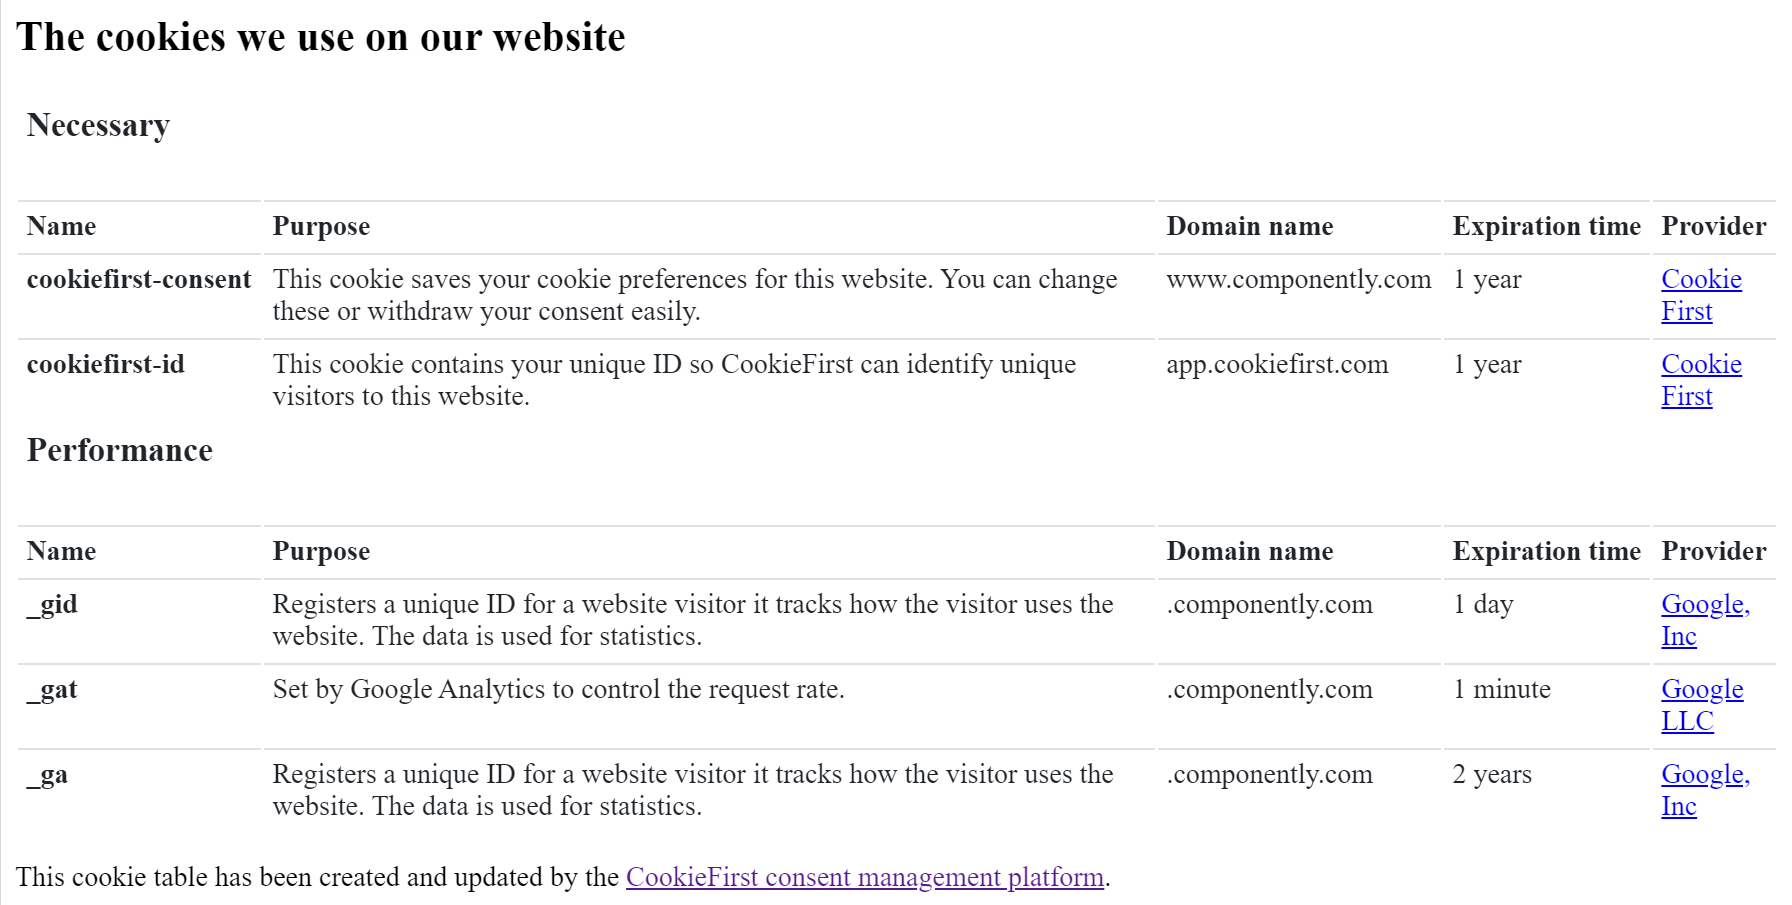 The cookies we use on our website
Necessary
Name Purpose Domain name Expiration time Provider
cookiefirst-consent This cookie saves your cookie preferences for this website. You can change www.componently.com 1 year Cookie
these or withdraw your consent easily. First
cookiefirst-id This cookie contains your unique ID so CookieFirst can identify unique app.cookiefirst.com 1 year Cookie
visitors to this website. First
Performance
Name Purpose Domain name Expiration time Provider
_gid Registers a unique ID for a website visitor it tracks how the visitor uses the .componently.com 1 day Google,
website. The data is used for statistics. Inc
_gat Set by Google Analytics to control the request rate. .componently.com 1 minute Google
LLC
_ga Registers a unique ID for a website visitor it tracks how the visitor uses the .componently.com 2 years Google,
website. The data is used for statistics. Inc
This cookie table has been created and updated by the CookieFirst consent management platform.